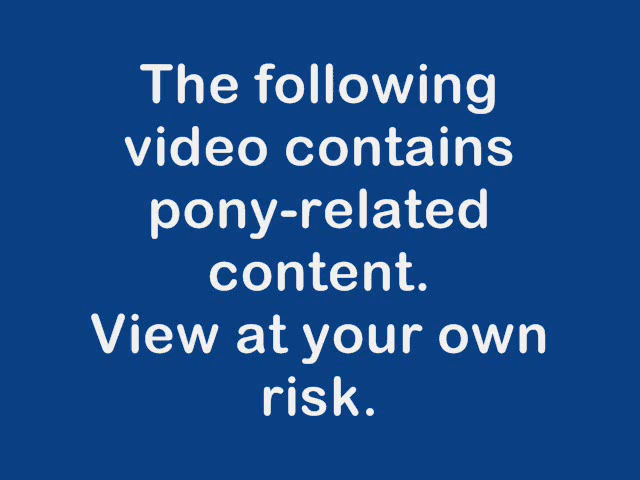 The following
video contains
pony-related
content.
View at your own
risk.